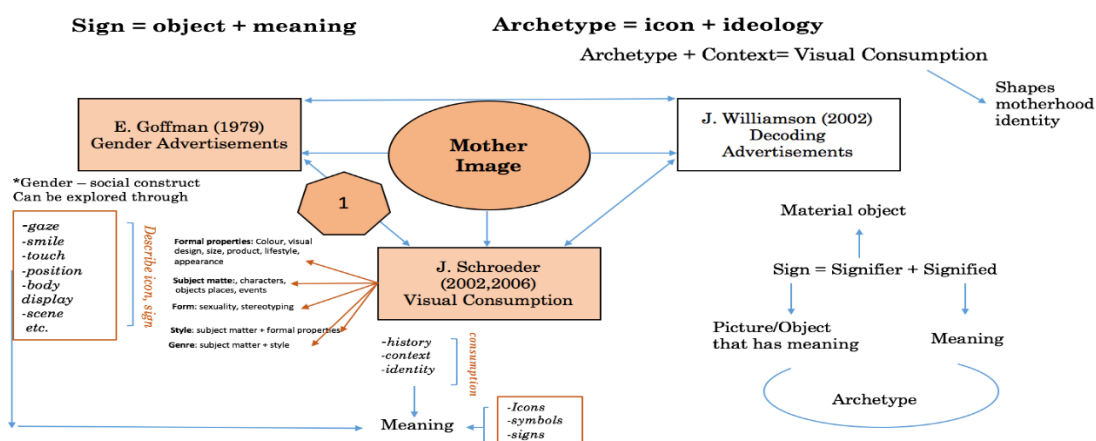 Sign = object + meaning
Archetype = icon + ideology
Archetype + Context= Visual Consumption
Shapes
motherhood
identity
E. Goffman (1979)
Gender Advertisements
Mother
Image
J. Williamson (2002)
Decoding
Advertisements
*Gender – social construct
Can be explored through
1
-gaze
-smile
-touch
-position
-body
display
-scene
etc.
Describe icon, sign
Formal properties: Colour, visual
design, size, product, lifestyle,
appearance
Subject matte:, characters,
objects places, events
Form: sexuality, stereotyping
Style: subject matter + formal properties
Genre: subject matter + style
J. Schroeder
(2002,2006)
Visual Consumption
-history
-context
-identity
consumption
Meaning
-Icons
-symbols
-signs
Material object
Sign = Signifier + Signified
Picture/Object
that has meaning
Meaning
Archetype